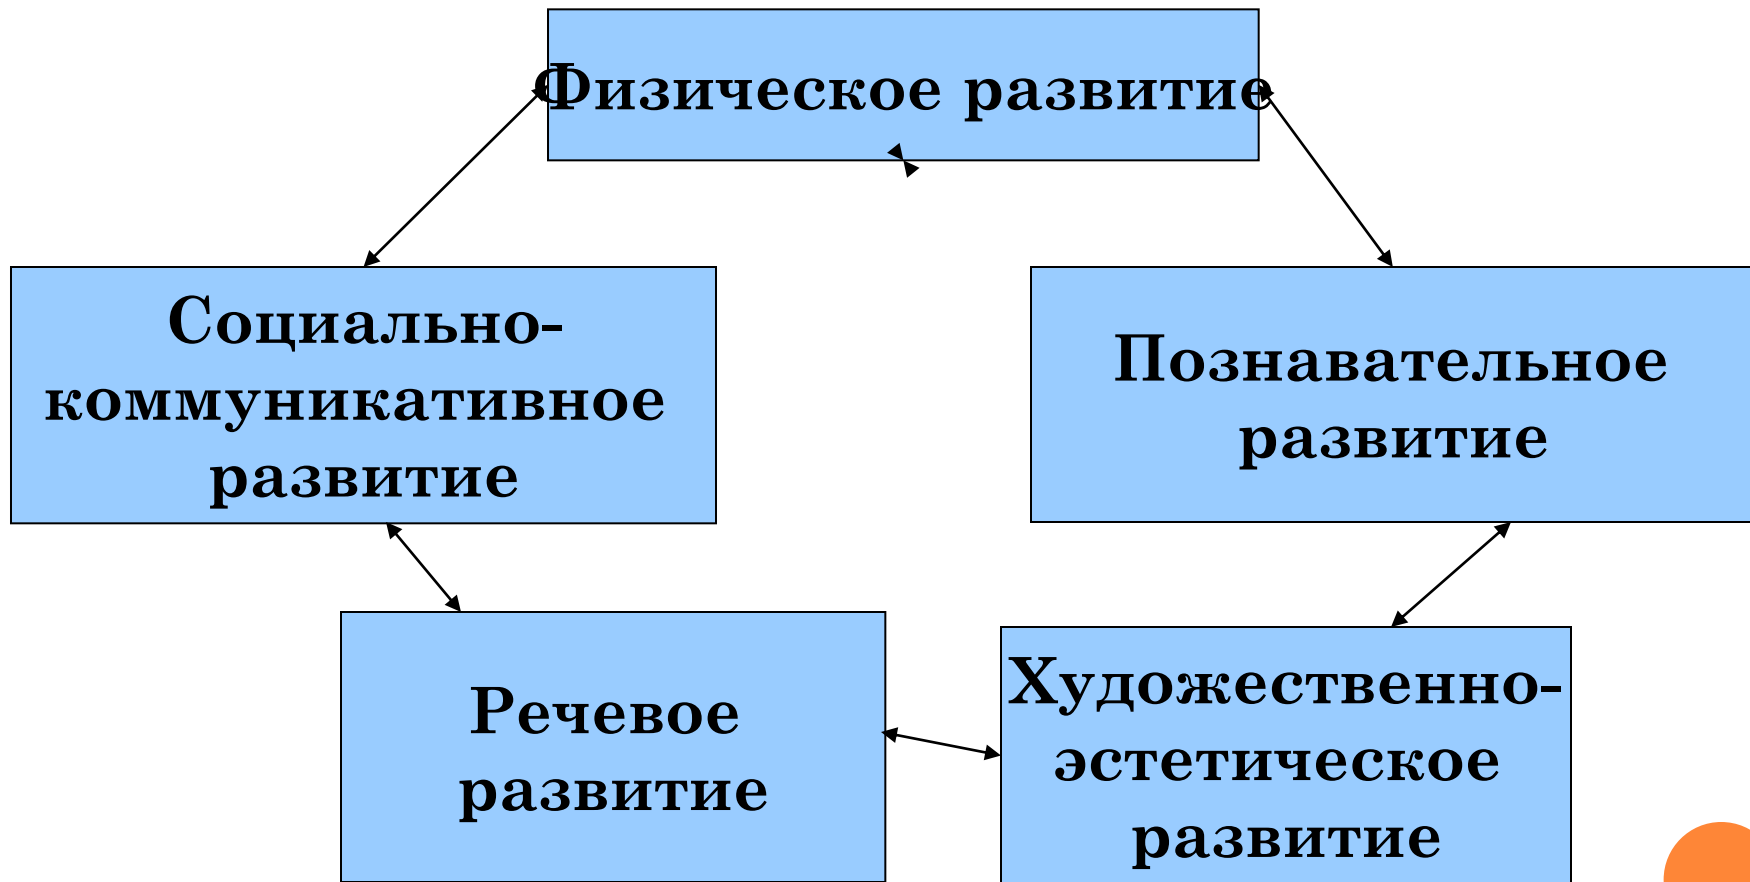 Физическое развитие
Социально-
коммуникативное
развитие
Познавательное
развитие
Речевое
развитие
Художественно-
эстетическое
развитие